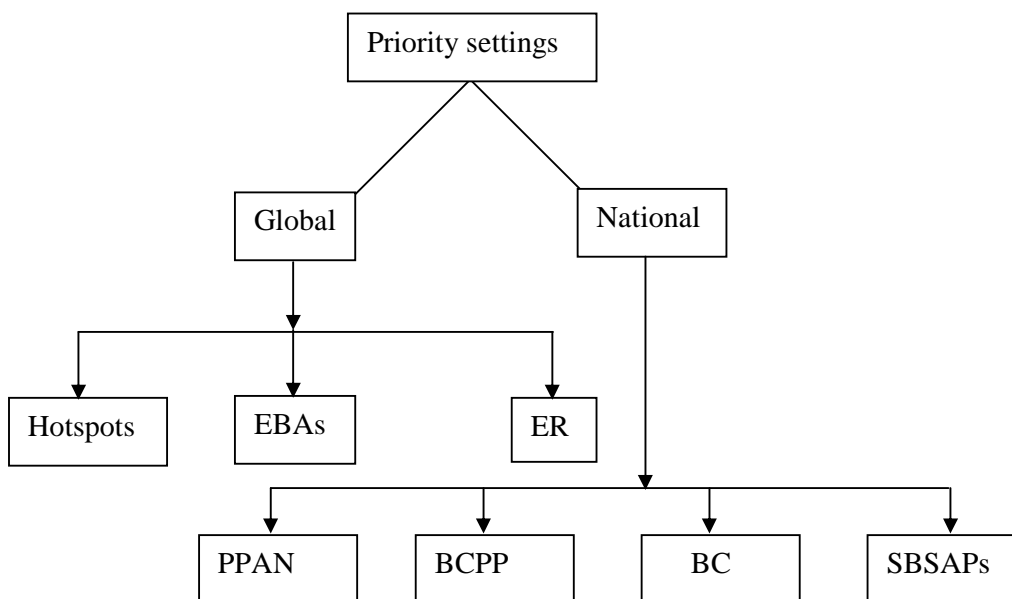 Priority settings
Global
National
Hotspots
EBAs
ER
PPAN
BCPP
BC
SBSAPs